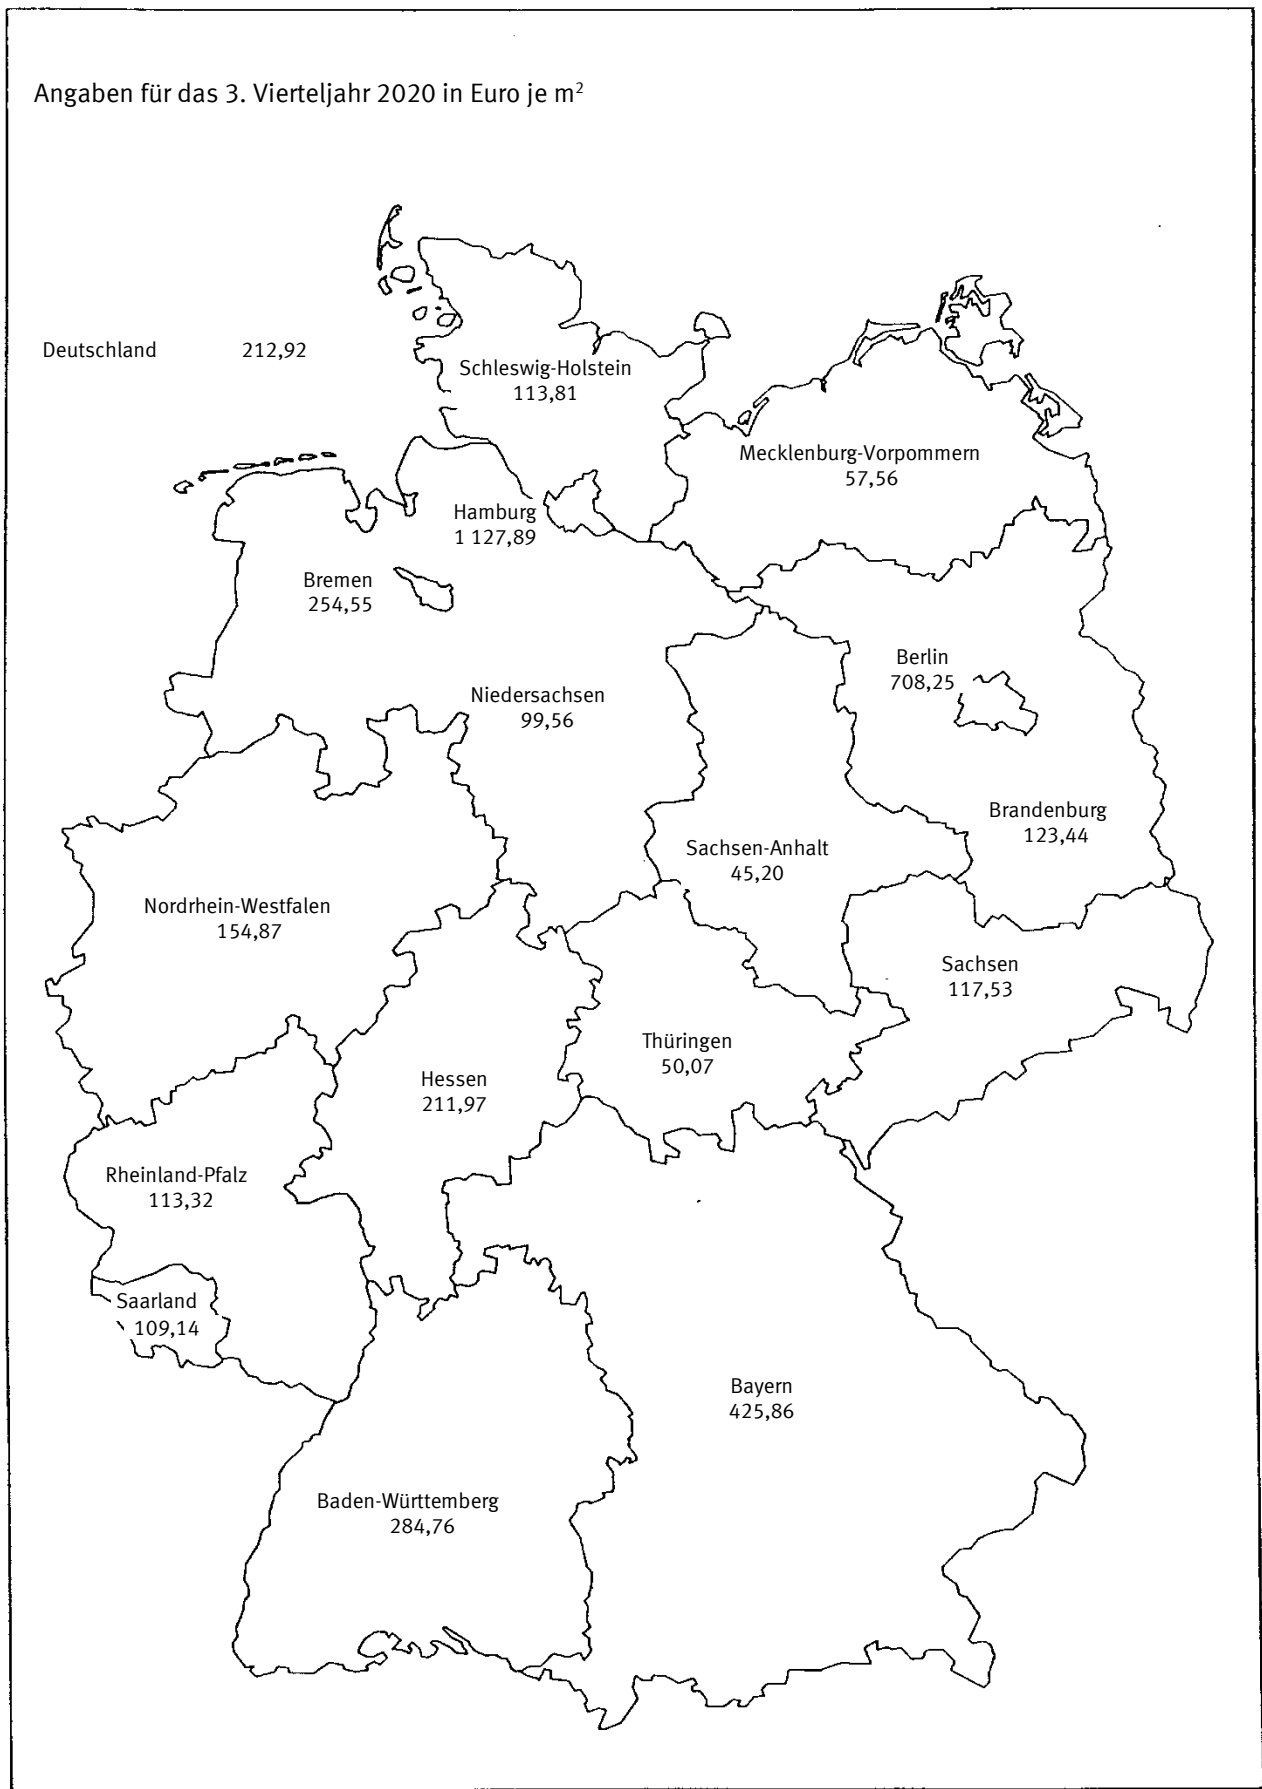 Angaben für das 3. Vierteljahr 2020 in Euro je m²
Deutschland 212,92
Schleswig-Holstein
113,81
Mecklenburg-Vorpommern
57,56
Hamburg
1 127,89
Bremen
254,55
Berlin
708,25
Niedersachsen
99,56
Brandenburg
123,44
Sachsen-Anhalt
45,20
Nordrhein-Westfalen
154,87
Sachsen
117,53
Thüringen
50,07
Hessen
211,97
Rheinland-Pfalz
113,32
Saarland
109,14
Bayern
425,86
Baden-Württemberg
284,76